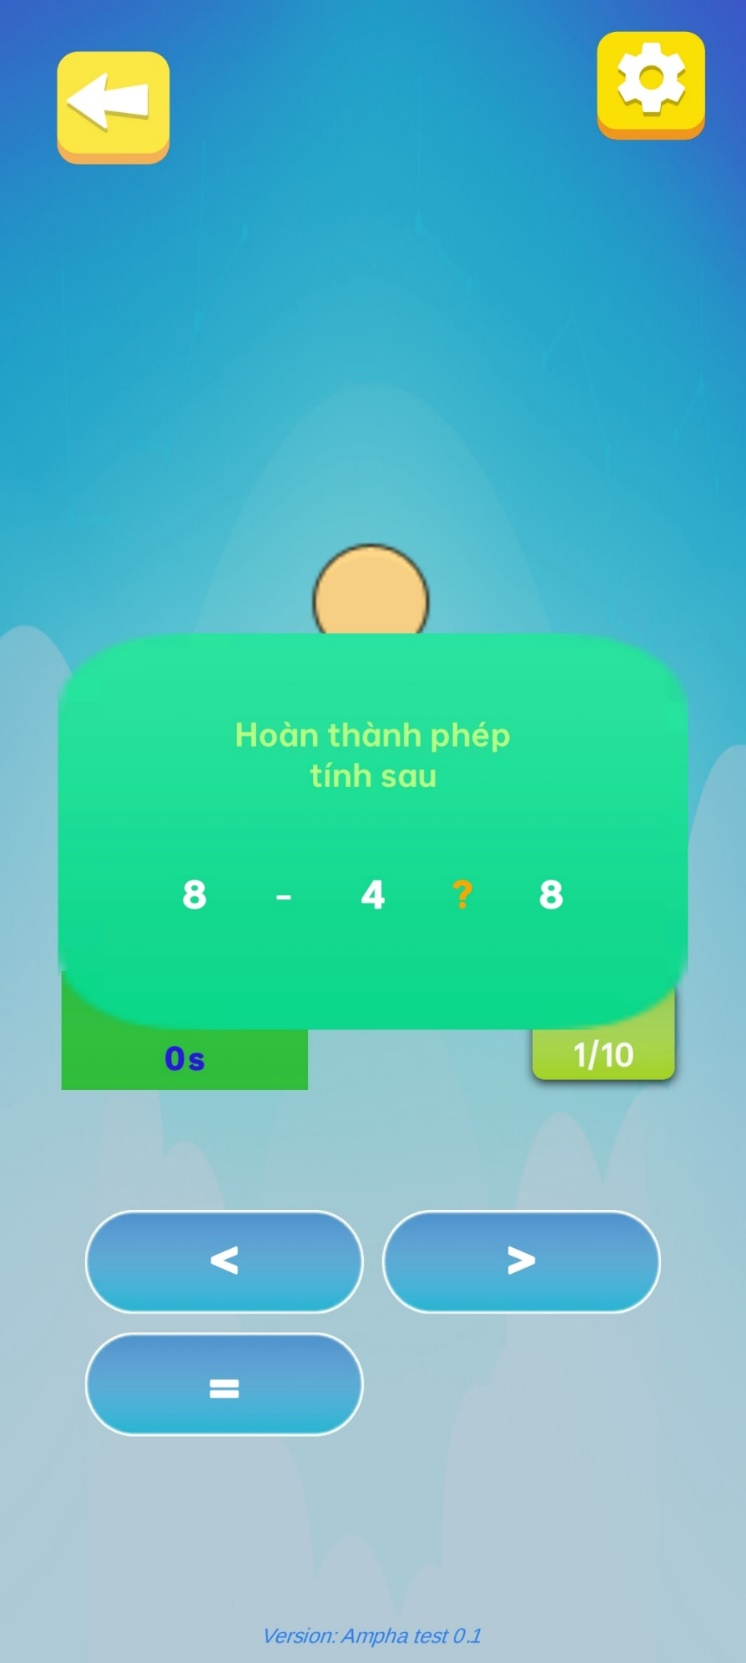 Hoàn thành phép
tính sau
8 - 4 ? 8
0s
1/10
< >
=
Version: Ampha test 0.1